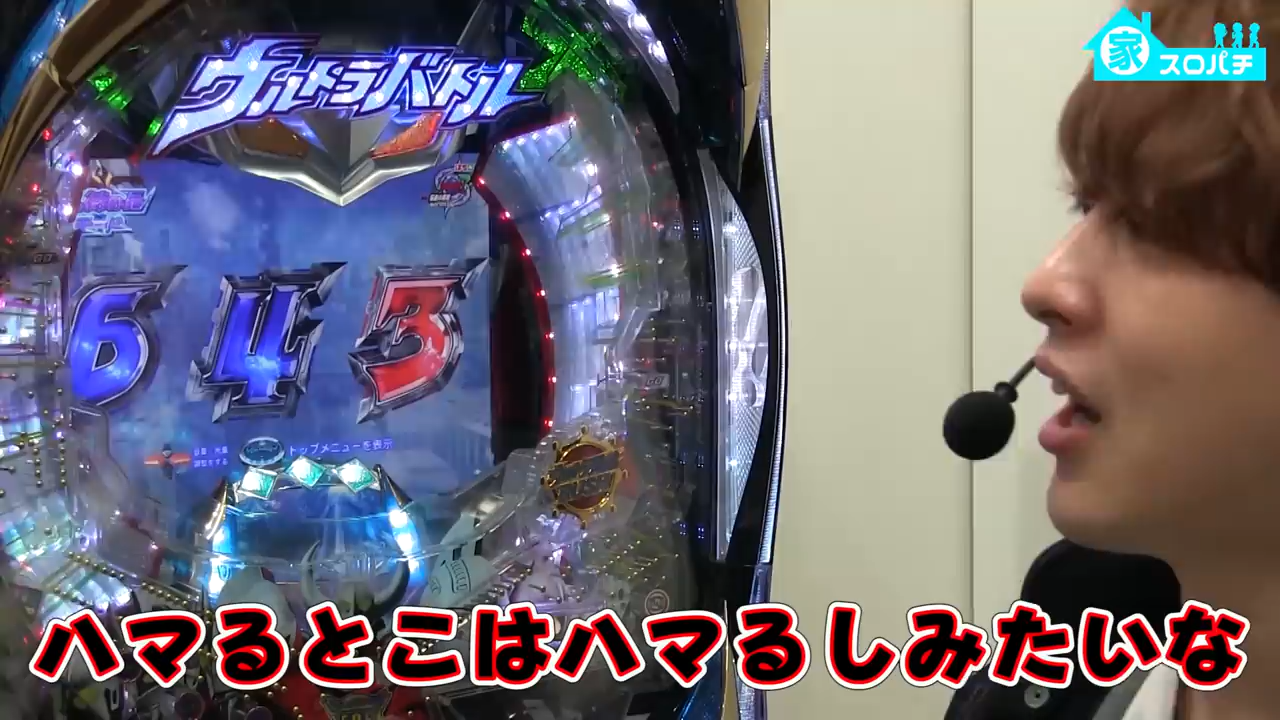 家 スロパチ
ウルトラバトル
643
トップメニューを表示
ハマるとこはハマるしみたいな